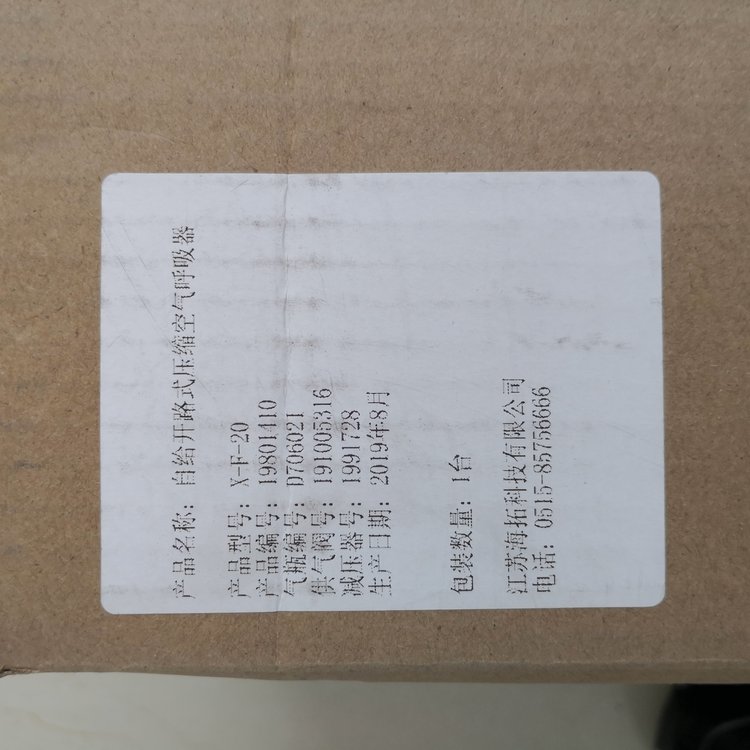 产品名称：自给开路式压缩空气呼吸器
产品型号：X-F-20
产品编号：19801410
气瓶编号：D706021
供气阀号：191005316
减压器号：1991728
生产日期：2019年8月
包装数量：1台
江苏海拓科技有限公司
电话：0515-85756666